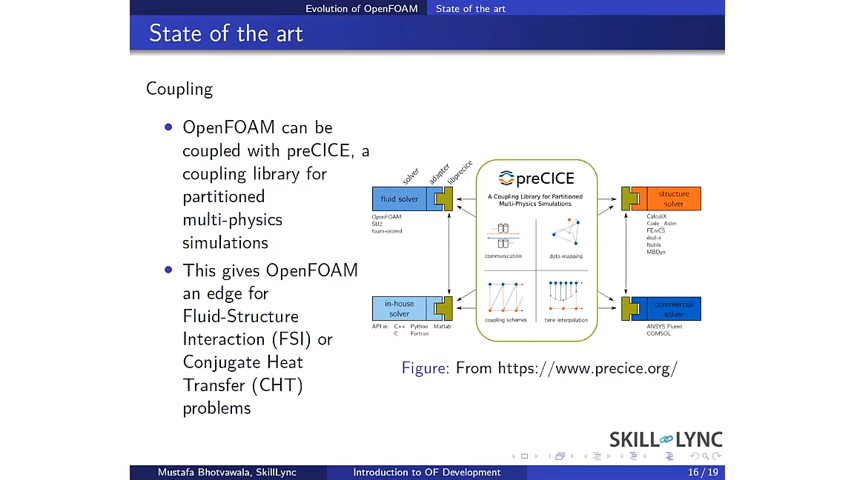 Evolution of OpenFOAM
State of the art
State of the art
Coupling
OpenFOAM can be
coupled with preCICE, a
coupling library for
partitioned
multi-physics
simulations
This gives OpenFOAM
an edge for
Fluid-Structure
Interaction (FSI) or
Conjugate Heat
Transfer (CHT)
problems
solver
adapter
libprecice
fluid solver
OpenFOAM
SU2
foam-extend
preCICE
A Coupling Library for Partitioned
Multi-Physics Simulations
communication
data mapping
coupling schemes
time interpolation
structure
solver
CalculiX
Code_Aster
FEniCS
deal-ii
Nutils
MBDyn
in-house
solver
API in: C++ Python Matlab
C Fortran
commercial
solver
ANSYS Fluent
COMSOL
Figure: From https://www.precice.org/
SKILL LYNC
Mustafa Bhotvawala, SkillLync
Introduction to OF Development
16 / 19